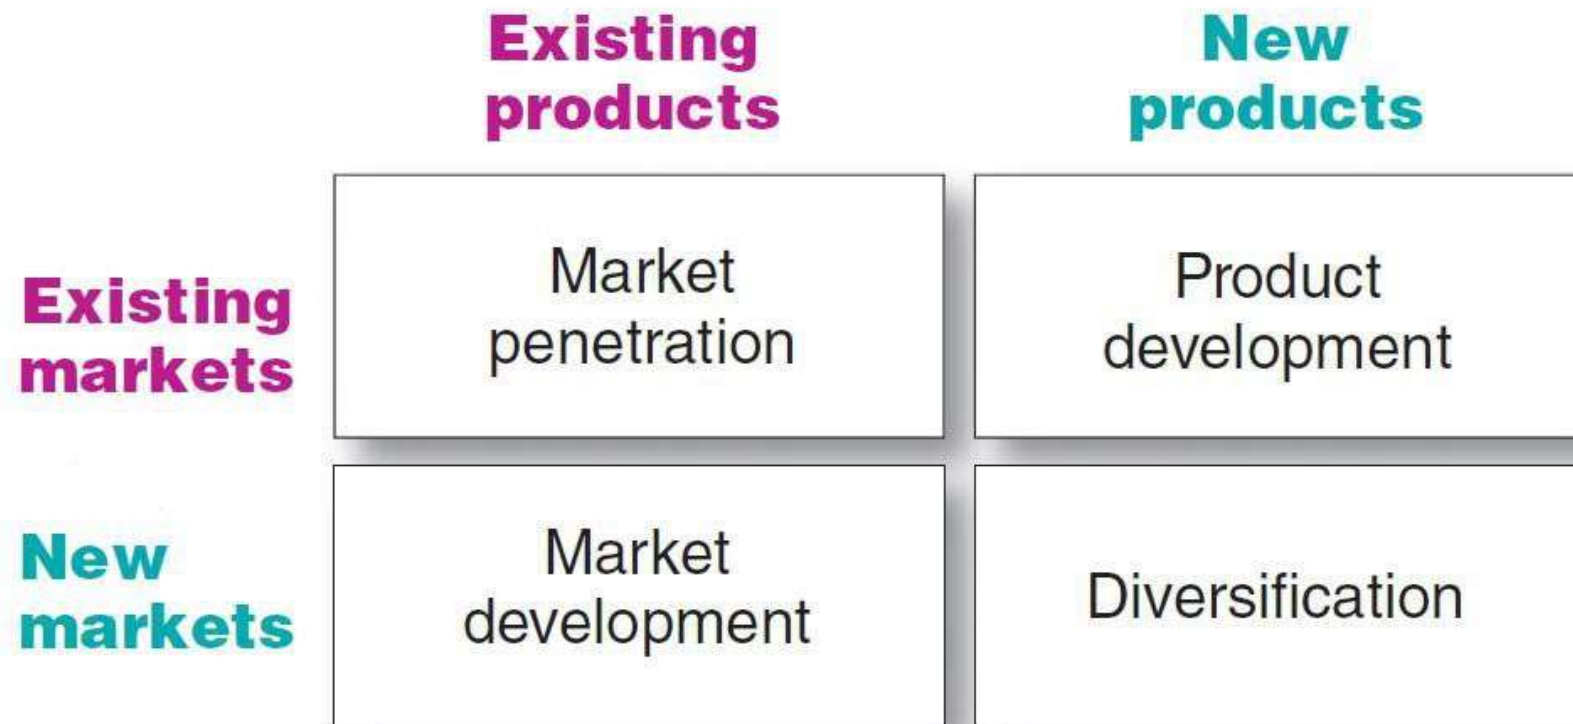 Existing
products
New
products
Existing
markets
Market
penetration
Product
development
New
markets
Market
development
Diversification